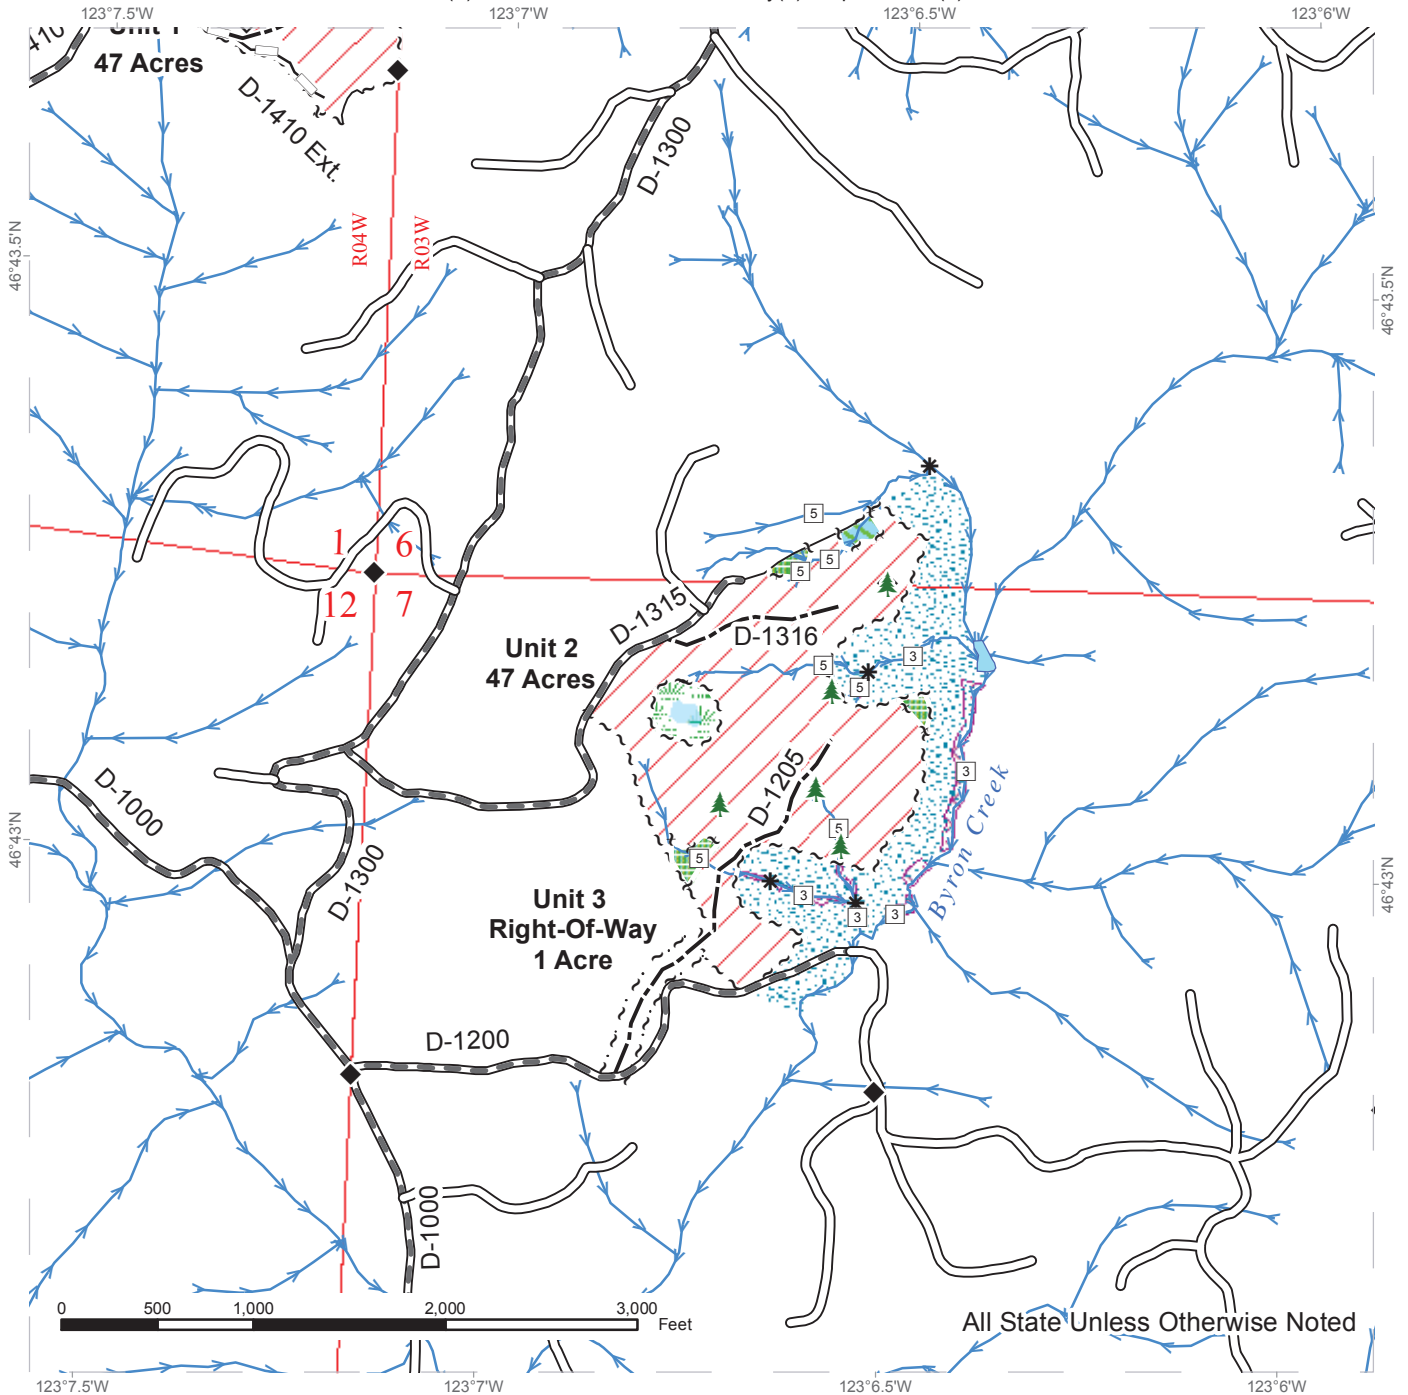 123°7.5'W
123°7'W
123°6.5'W
123°6'W
47 Acres
D-1410 Ext.
D-1300
R04W
R03W
46°43.5'N
46°43.5'N
5
5
5
1
6
12
7
D-1315
D-1316
Unit 2
47 Acres
5
3
5
D-1205
3
Byron Creek
D-1000
46°43'N
46°43'N
5
5
D-1300
Unit 3
Right-Of-Way
1 Acre
3
3
3
D-1200
D-1000
0
500
1,000
2,000
3,000
Feet
All State Unless Otherwise Noted
123°7.5'W
123°7'W
123°6.5'W
123°6'W